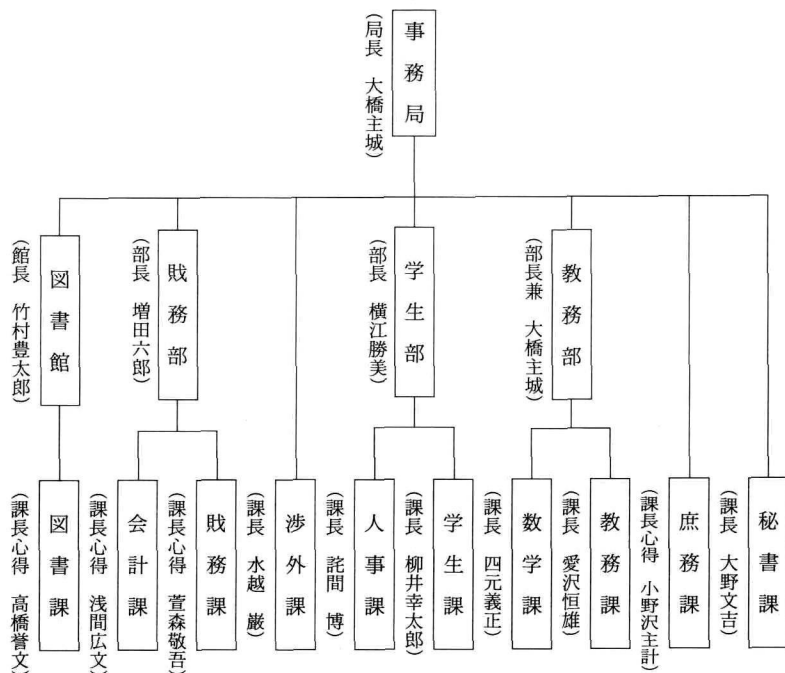 事務局
(局長 大橋主城)
教務部
(部長兼 大橋主城)
学生部
(部長 横江勝美)
財務部
(部長 増田六郎)
図書館
(館長 竹村豊太郎)
秘書課
(課長 大野文吉)
庶務課
(課長心得 小野沢主計)
教務課
(課長 愛沢恒雄)
数学課
(課長 四元義正)
学生課
(課長 柳井幸太郎)
人事課
(課長 詫間 博)
渉外課
(課長 水越 巌)
財務課
(課長心得 萱森敬吾)
会計課
(課長心得 浅間広文)
図書課
(課長心得 高橋誉文)